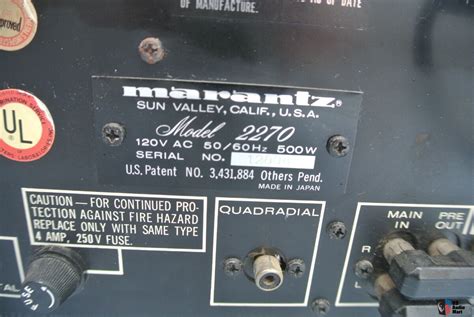 OF MANUFACTURE.
marantz®
SUN VALLEY, CALIF., U.S.A.
Model 2270
120V AC 50/60Hz 500W
SERIAL NO.
U.S. Patent NO. 3,431,884 Others Pend.
MADE IN JAPAN
UL
CAUTION — FOR CONTINUED PRO-
TECTION AGAINST FIRE HAZARD
REPLACE ONLY WITH SAME TYPE
4 AMP, 250 V FUSE.
QUADRADIAL
MAIN IN
PRE OUT
L
R
FUSE